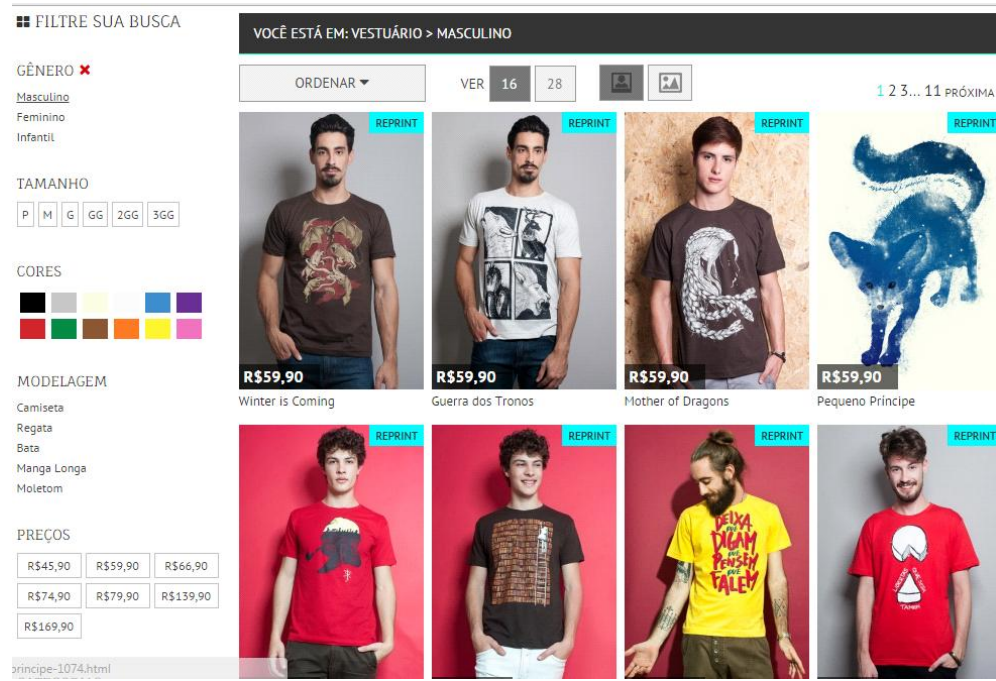 FILTRE SUA BUSCA
GÊNERO
Masculino
Feminino
Infantil
TAMANHO
P M G GG 2GG 3GG
CORES
MODELAGEM
Camiseta
Regata
Bata
Manga Longa
Moletom
PREÇOS
R$45,90 R$59,90 R$66,90
R$74,90 R$79,90 R$139,90
R$169,90
principe-1074.html
VOCÊ ESTÁ EM: VESTUÁRIO > MASCULINO
ORDENAR VER 16 28
1 2 3... 11 PRÓXIMA
REPRINT REPRINT REPRINT REPRINT
R$59,90 R$59,90 R$59,90 R$59,90
Winter is Coming Guerra dos Tronos Mother of Dragons Pequeno Príncipe
REPRINT REPRINT REPRINT REPRINT
DEIXA
QUE
DIGAM
QUE
PENSEM
QUE
FALEM